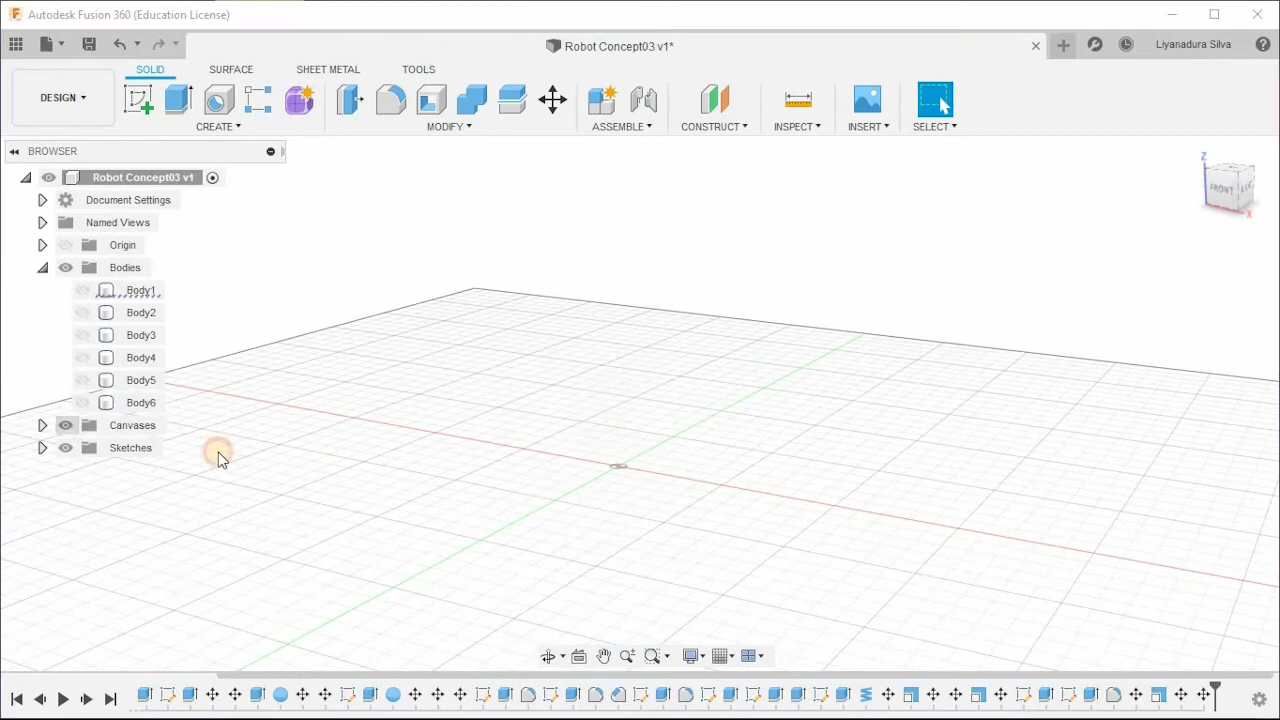 Autodesk Fusion 360 (Education License)
Robot Concept03 v1*
Liyanadura Silva
SOLID SURFACE SHEET METAL TOOLS
DESIGN
CREATE MODIFY ASSEMBLE CONSTRUCT INSPECT INSERT SELECT
BROWSER
Robot Concept03 v1
Document Settings
Named Views
Origin
Bodies
Body1
Body2
Body3
Body4
Body5
Body6
Canvases
Sketches
Z
FRONT
X